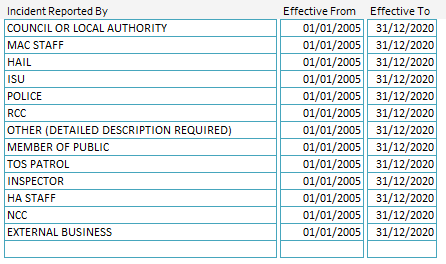 Incident Reported By Effective From Effective To
COUNCIL OR LOCAL AUTHORITY 01/01/2005 31/12/2020
MAC STAFF 01/01/2005 31/12/2020
HAIL 01/01/2005 31/12/2020
ISU 01/01/2005 31/12/2020
POLICE 01/01/2005 31/12/2020
RCC 01/01/2005 31/12/2020
OTHER (DETAILED DESCRIPTION REQUIRED) 01/01/2005 31/12/2020
MEMBER OF PUBLIC 01/01/2005 31/12/2020
TOS PATROL 01/01/2005 31/12/2020
INSPECTOR 01/01/2005 31/12/2020
HA STAFF 01/01/2005 31/12/2020
NCC 01/01/2005 31/12/2020
EXTERNAL BUSINESS 01/01/2005 31/12/2020